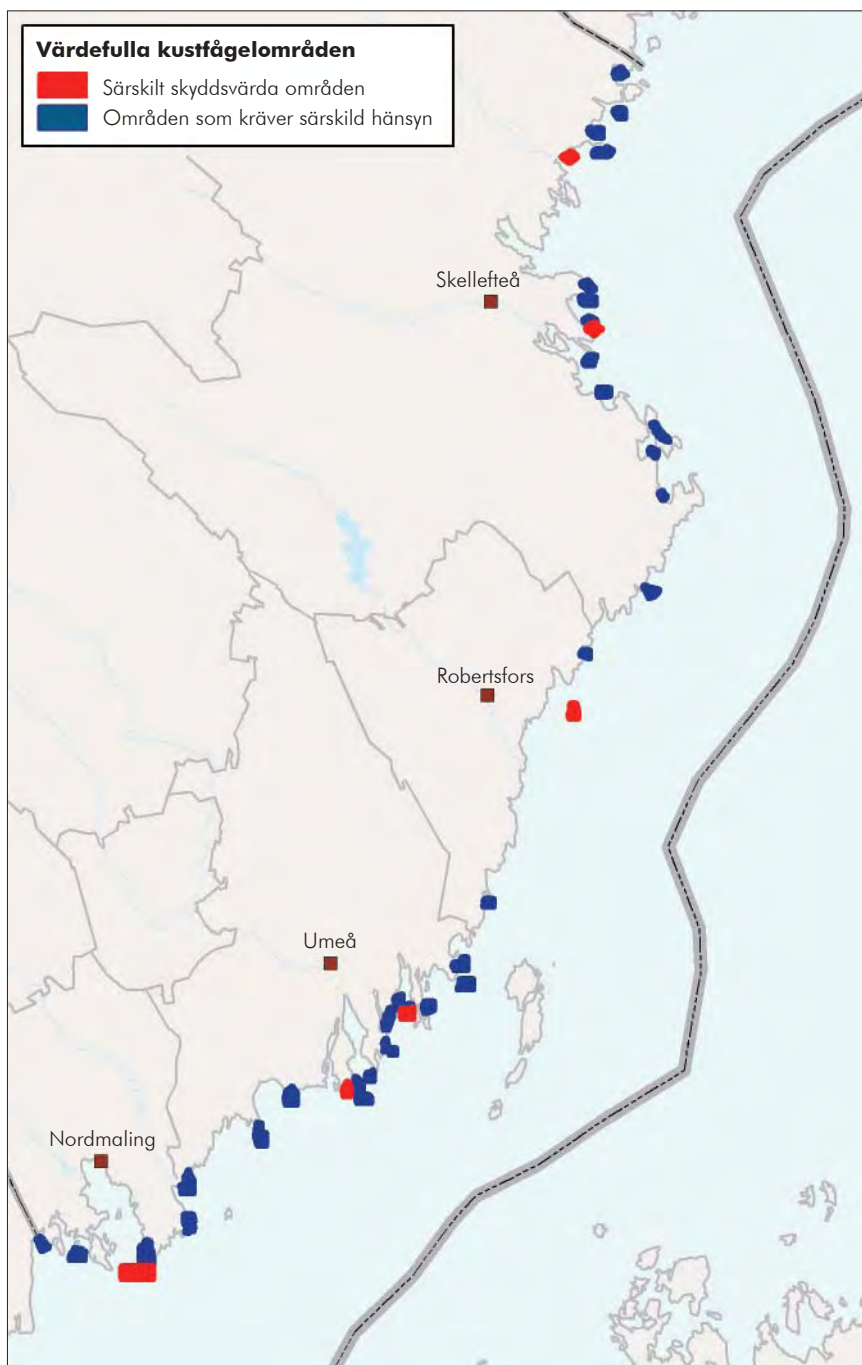 Värdefulla kustfågelområden
Särskilt skyddsvärda områden
Områden som kräver särskild hänsyn
Skellefteå
Robertsfors
Umeå
Nordmaling